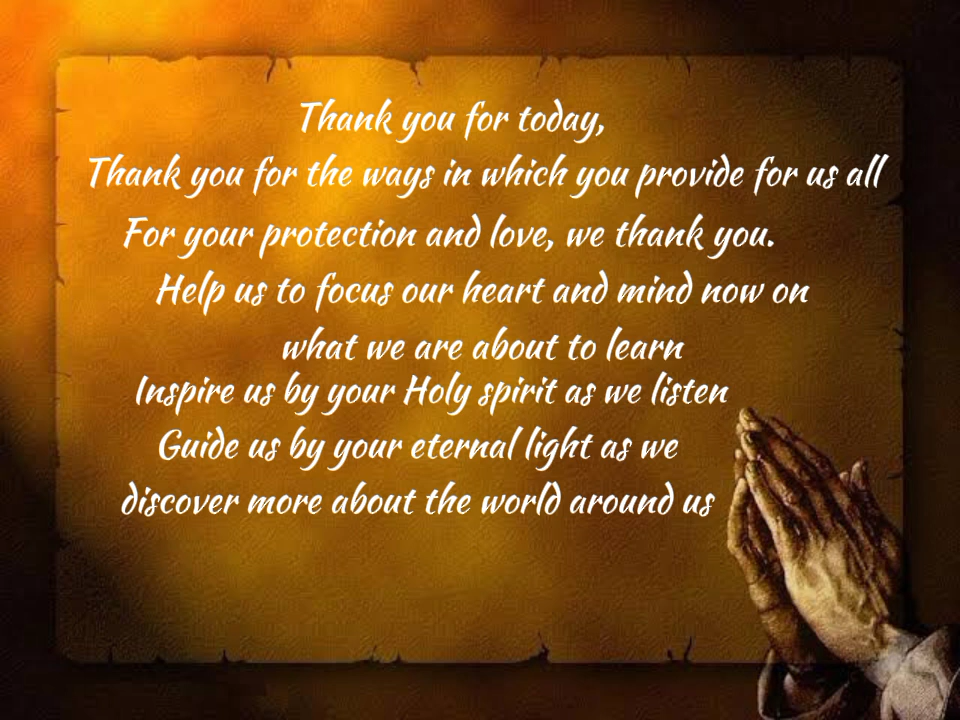 Thank you for today,
Thank you for the ways in which you provide for us all
For your protection and love, we thank you.
Help us to focus our heart and mind now on
what we are about to learn
Inspire us by your Holy spirit as we listen
Guide us by your eternal light as we
discover more about the world around us